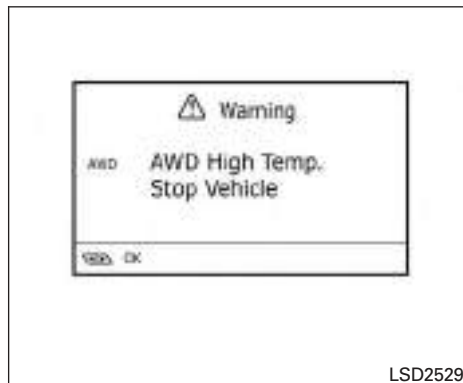 Warning
AWD AWD High Temp.
Stop Vehicle
OK
LSD2529